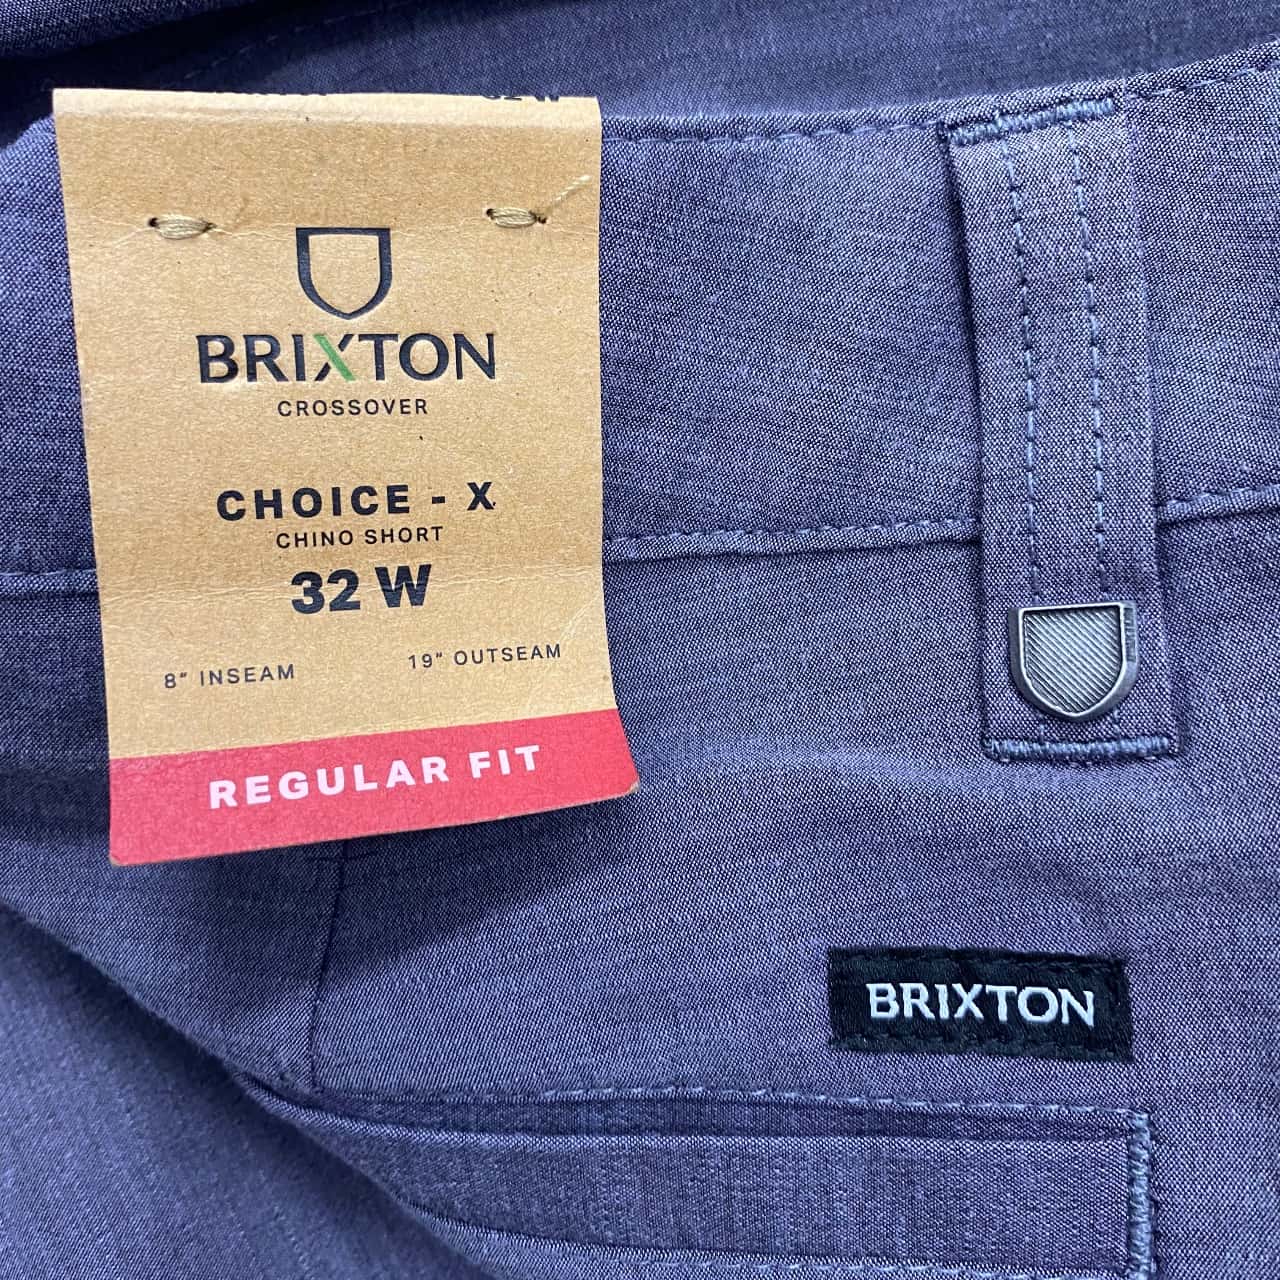 BRIXTON
CROSSOVER
CHOICE - X
CHINO SHORT
32 W
8" INSEAM
19" OUTSEAM
REGULAR FIT
BRIXTON